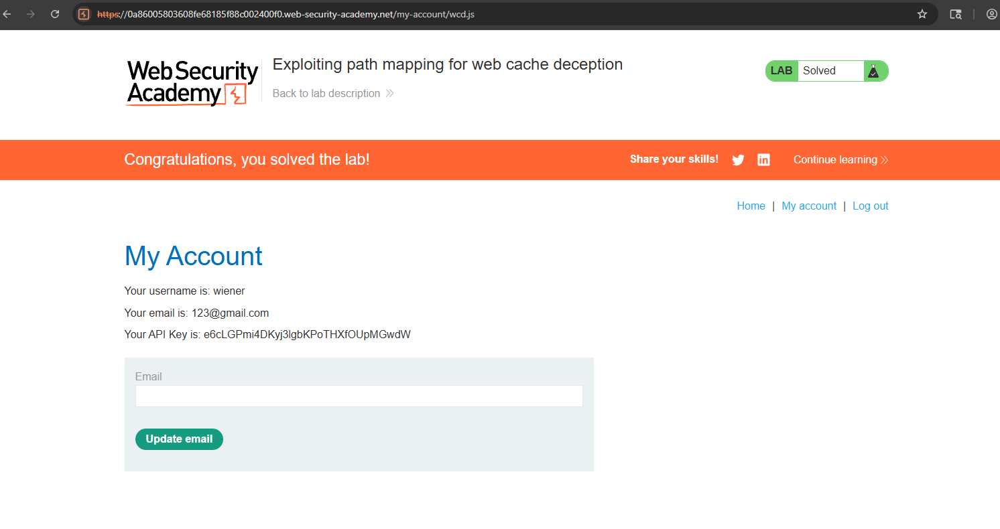 https://0a86005803608fe68185f88c002400f0.web-security-academy.net/my-account/wcd.js
Web Security Academy
Exploiting path mapping for web cache deception
Back to lab description
LAB Solved
Congratulations, you solved the lab!
Share your skills!
Continue learning
Home | My account | Log out
My Account
Your username is: wiener
Your email is: 123@gmail.com
Your API Key is: e6cLGPmi4DKyj3lgbKPoTHXfOUpMGwdW
Email
Update email